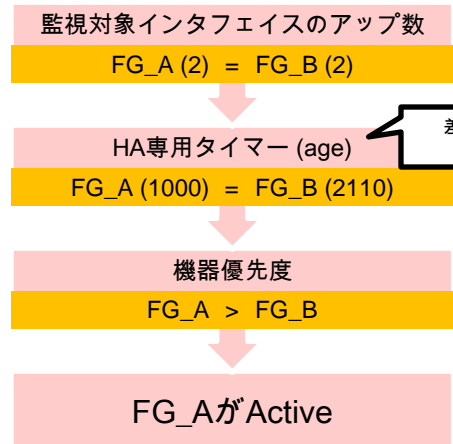 監視対象インタフェイスのアップ数
FG_A (2) = FG_B (2)
HA専用タイマー (age)
差
FG_A (1000) = FG_B (2110)
機器優先度
FG_A > FG_B
FG_AがActive